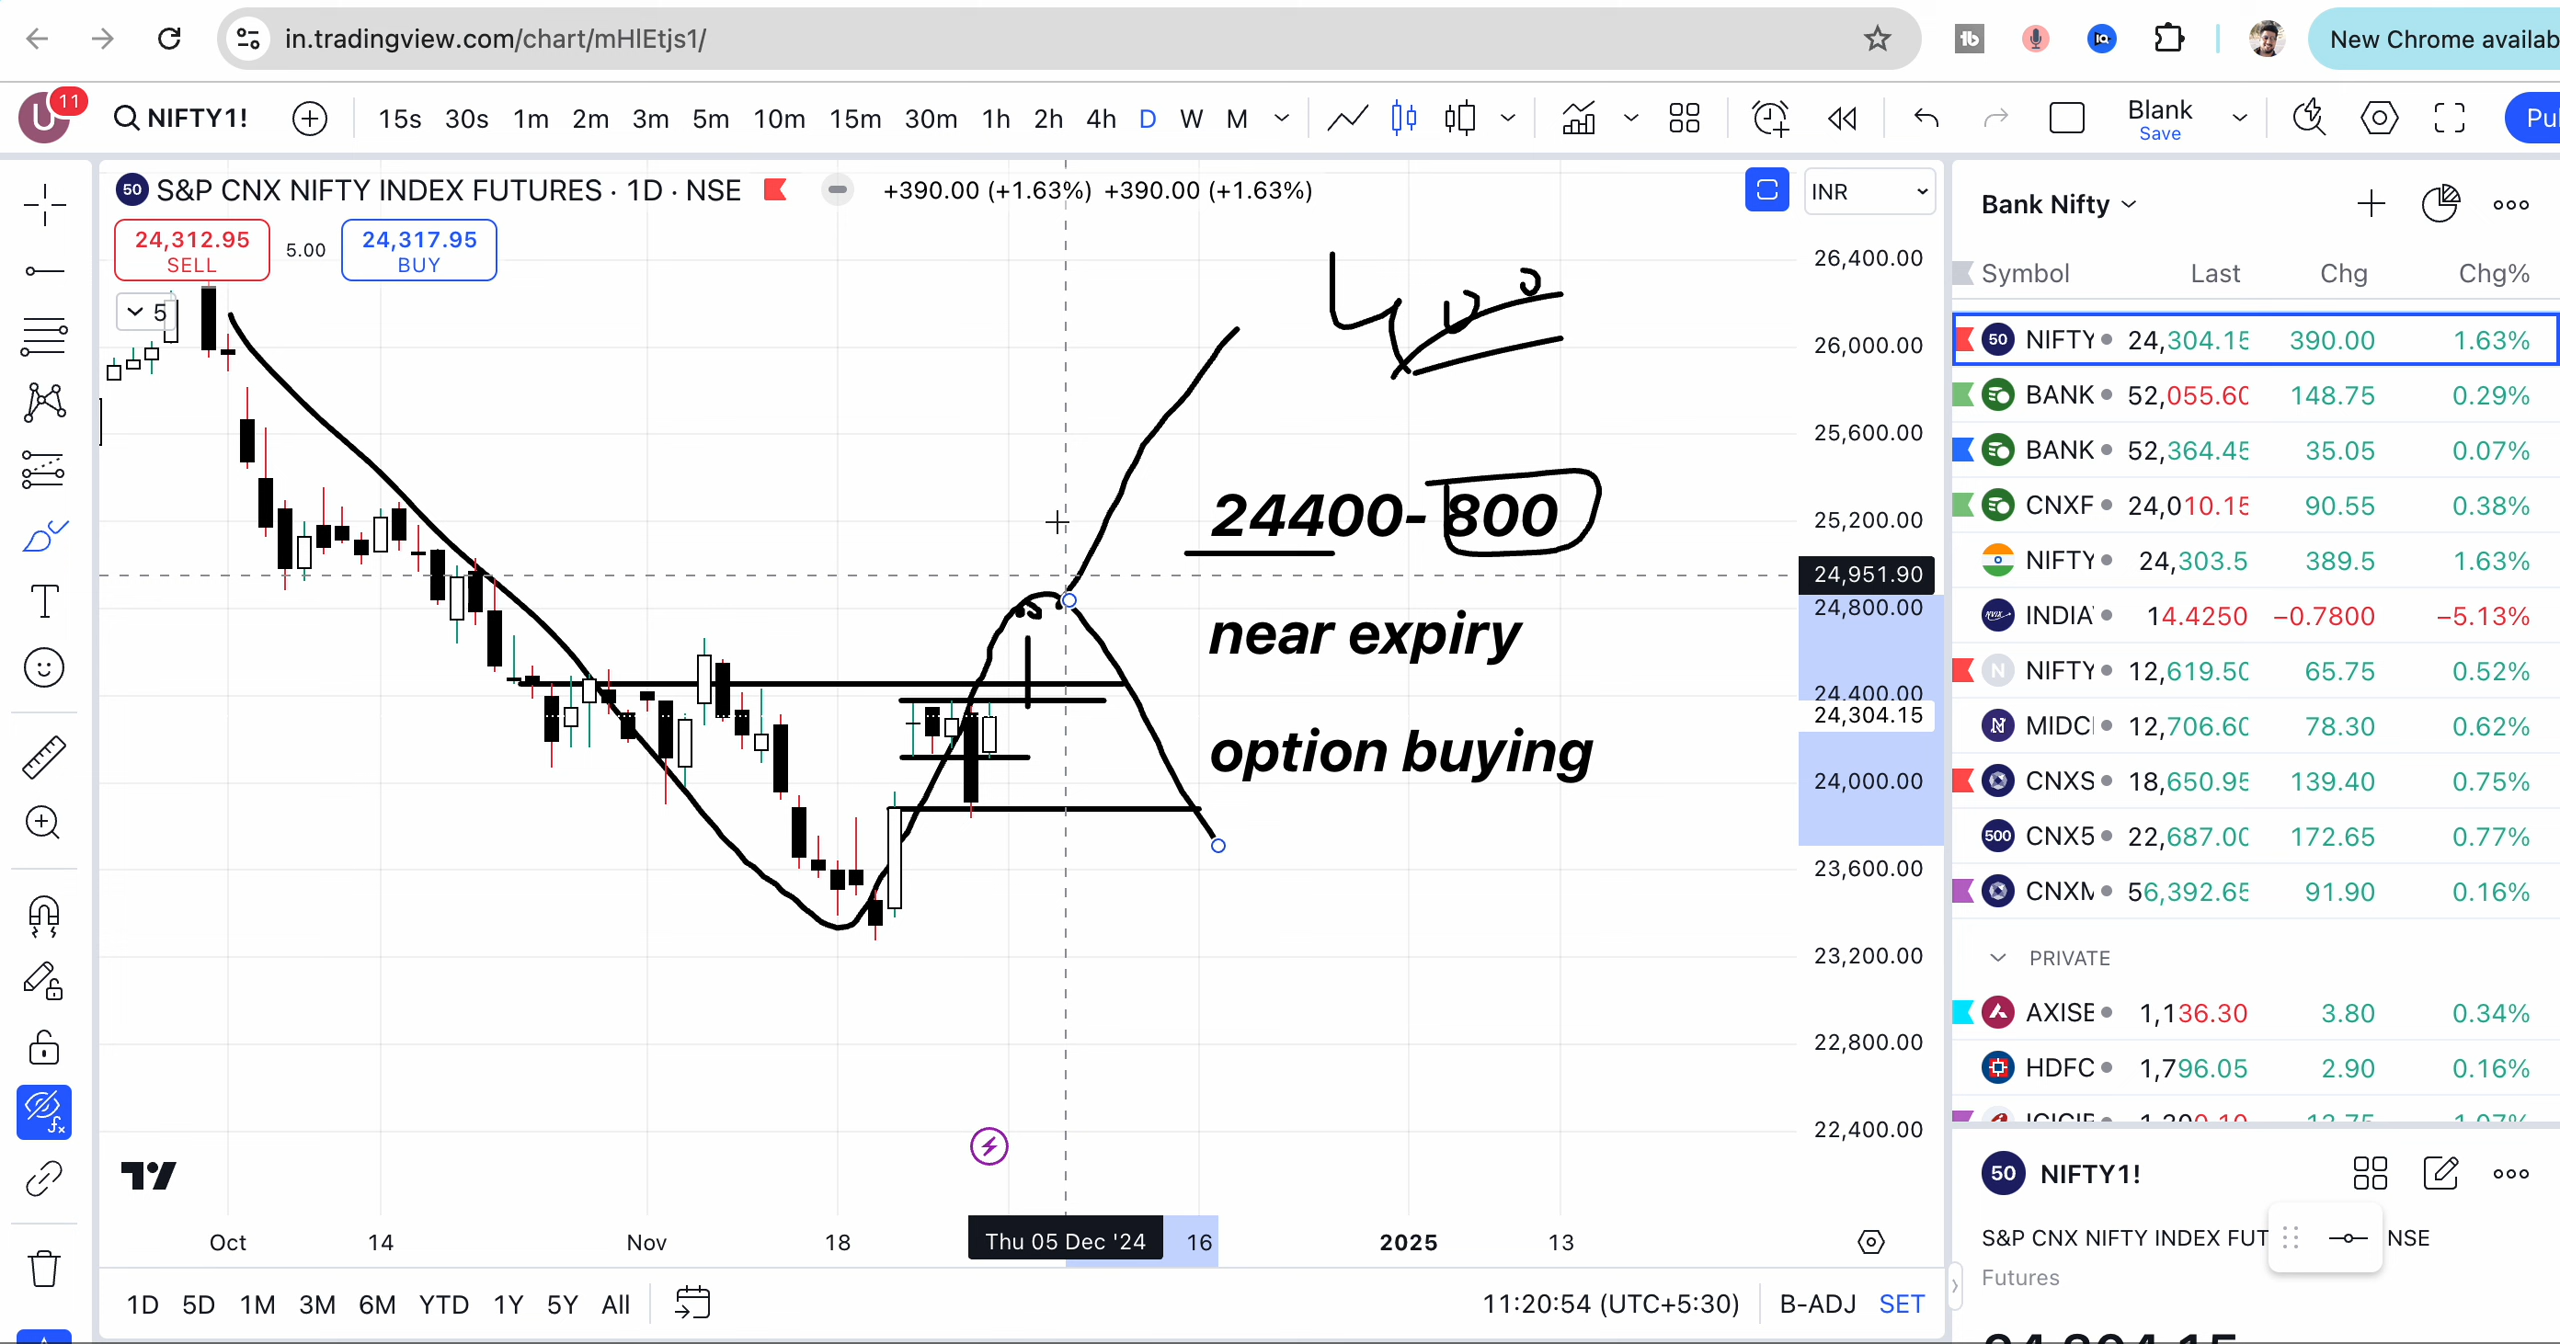 in.tradingview.com/chart/mHlEtjs1/
New Chrome availab
U 11 NIFTY1! 15s 30s 1m 2m 3m 5m 10m 15m 30m 1h 2h 4h D W M Blank Pu
Save
50 S&P CNX NIFTY INDEX FUTURES · 1D · NSE +390.00 (+1.63%) +390.00 (+1.63%) INR
24,312.95 5.00 24,317.95
SELL BUY
5
24400-800
near expiry
option buying
26,400.00
26,000.00
25,600.00
25,200.00
24,951.90
24,800.00
24,400.00
24,304.15
24,000.00
23,600.00
23,200.00
22,800.00
22,400.00
Oct 14 Nov 18 Thu 05 Dec '24 16 2025 13
1D 5D 1M 3M 6M YTD 1Y 5Y All 11:20:54 (UTC+5:30) B-ADJ SET
Bank Nifty
Symbol Last Chg Chg%
50 NIFTY 24,304.15 390.00 1.63%
BANK 52,055.60 148.75 0.29%
BANK 52,364.45 35.05 0.07%
CNXF 24,010.15 90.55 0.38%
NIFTY 24,303.5 389.5 1.63%
INDIA 14.4250 −0.7800 −5.13%
N NIFTY 12,619.50 65.75 0.52%
MIDC 12,706.60 78.30 0.62%
CNXS 18,650.95 139.40 0.75%
500 CNX5 22,687.00 172.65 0.77%
CNXM 56,392.65 91.90 0.16%
PRIVATE
AXISB 1,136.30 3.80 0.34%
HDFC 1,796.05 2.90 0.16%
50 NIFTY1!
S&P CNX NIFTY INDEX FUT NSE
Futures